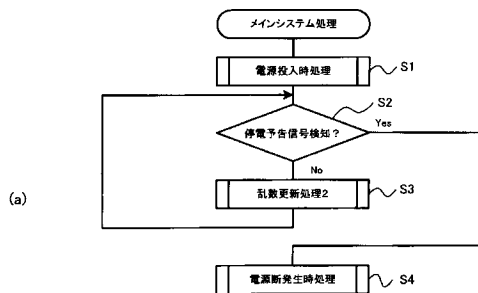 メインシステム処理
電源投入時処理
S1
S2
停電予告信号検知?
Yes
No
(a)
乱数更新処理2
S3
電源断発生時処理
S4